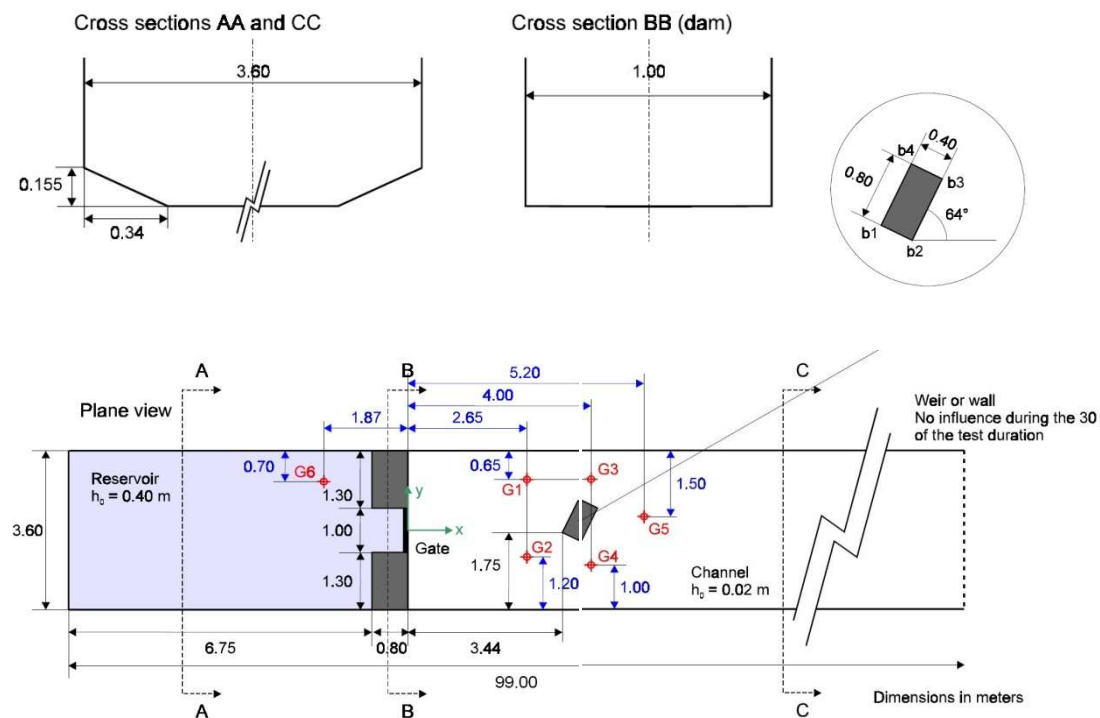 Cross sections AA and CC
Cross section BB (dam)
3.60
1.00
0.155
0.34
b4
0.40
0.80
b3
64°
b1
b2
A
B
5.20
C
4.00
Weir or wall
No influence during the 30
of the test duration
Plane view
1.87
2.65
0.70
G6
0.65
G3
1.50
Reservoir
h₀ = 0.40 m
1.30
G1
y
3.60
1.00
x
G5
Gate
G2
G4
1.75
Channel
h₀ = 0.02 m
1.30
1.20
1.00
6.75
0.80
3.44
99.00
Dimensions in meters
A
B
C